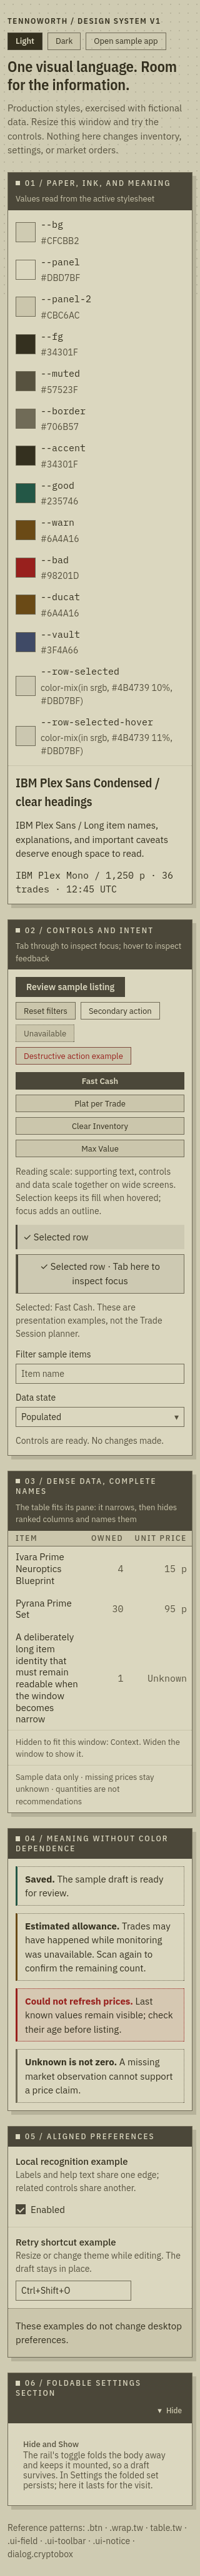 TENNOWORTH / DESIGN SYSTEM V1
Light
Dark
Open sample app
One visual language. Room
for the information.
Production styles, exercised with fictional
data. Resize this window and try the
controls. Nothing here changes inventory,
settings, or market orders.
01 / PAPER, INK, AND MEANING
Values read from the active stylesheet
--bg
#CFCBB2
--panel
#DBD7BF
--panel-2
#CBC6AC
--fg
#34301F
--muted
#57523F
--border
#706B57
--accent
#34301F
--good
#235746
--warn
#6A4A16
--bad
#98201D
--ducat
#6A4A16
--vault
#3F4A66
--row-selected
color-mix(in srgb, #4B4739 10%,
#DBD7BF)
--row-selected-hover
color-mix(in srgb, #4B4739 11%,
#DBD7BF)
IBM Plex Sans Condensed /
clear headings
IBM Plex Sans / Long item names,
explanations, and important caveats
deserve enough space to read.
IBM Plex Mono / 1,250 p · 36
trades · 12:45 UTC
02 / CONTROLS AND INTENT
Tab through to inspect focus; hover to inspect
feedback
Review sample listing
Reset filters
Secondary action
Unavailable
Destructive action example
Fast Cash
Plat per Trade
Clear Inventory
Max Value
Reading scale: supporting text, controls
and data scale together on wide screens.
Selection keeps its fill when hovered;
focus adds an outline.
✓ Selected row
✓ Selected row · Tab here to
inspect focus
Selected: Fast Cash. These are
presentation examples, not the Trade
Session planner.
Filter sample items
Item name
Data state
Populated ▾
Controls are ready. No changes made.
03 / DENSE DATA, COMPLETE
NAMES
The table fits its pane: it narrows, then hides
ranked columns and names them
ITEM OWNED UNIT PRICE
Ivara Prime
Neuroptics
Blueprint
4 15 p
Pyrana Prime
Set
30 95 p
A deliberately
long item
identity that
must remain
readable when
the window
becomes
narrow
1 Unknown
Hidden to fit this window: Context. Widen the
window to show it.
Sample data only · missing prices stay
unknown · quantities are not
recommendations
04 / MEANING WITHOUT COLOR
DEPENDENCE
Saved. The sample draft is ready
for review.
Estimated allowance. Trades may
have happened while monitoring
was unavailable. Scan again to
confirm the remaining count.
Could not refresh prices. Last
known values remain visible; check
their age before listing.
Unknown is not zero. A missing
market observation cannot support
a price claim.
05 / ALIGNED PREFERENCES
Local recognition example
Labels and help text share one edge;
related controls share another.
Enabled
Retry shortcut example
Resize or change theme while editing. The
draft stays in place.
Ctrl+Shift+O
These examples do not change desktop
preferences.
06 / FOLDABLE SETTINGS
SECTION
▾ Hide
Hide and Show
The rail's toggle folds the body away
and keeps it mounted, so a draft
survives. In Settings the folded set
persists; here it lasts for the visit.
Reference patterns: .btn · .wrap.tw · table.tw ·
.ui-field · .ui-toolbar · .ui-notice ·
dialog.cryptobox